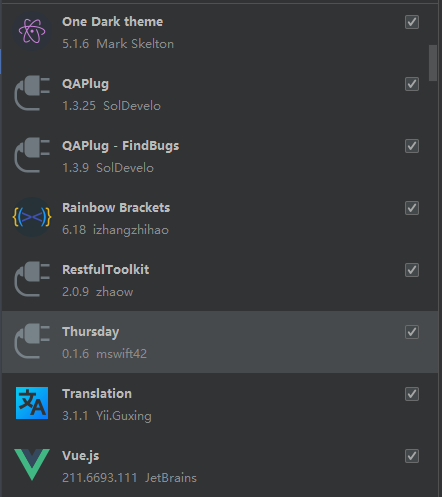 One Dark theme
5.1.6 Mark Skelton
QAPlug
1.3.25 SolDevelo
QAPlug - FindBugs
1.3.9 SolDevelo
Rainbow Brackets
6.18 izhangzhihao
RestfulToolkit
2.0.9 zhaow
Thursday
0.1.6 mswift42
Translation
3.1.1 Yii.Guxing
Vue.js
211.6693.111 JetBrains